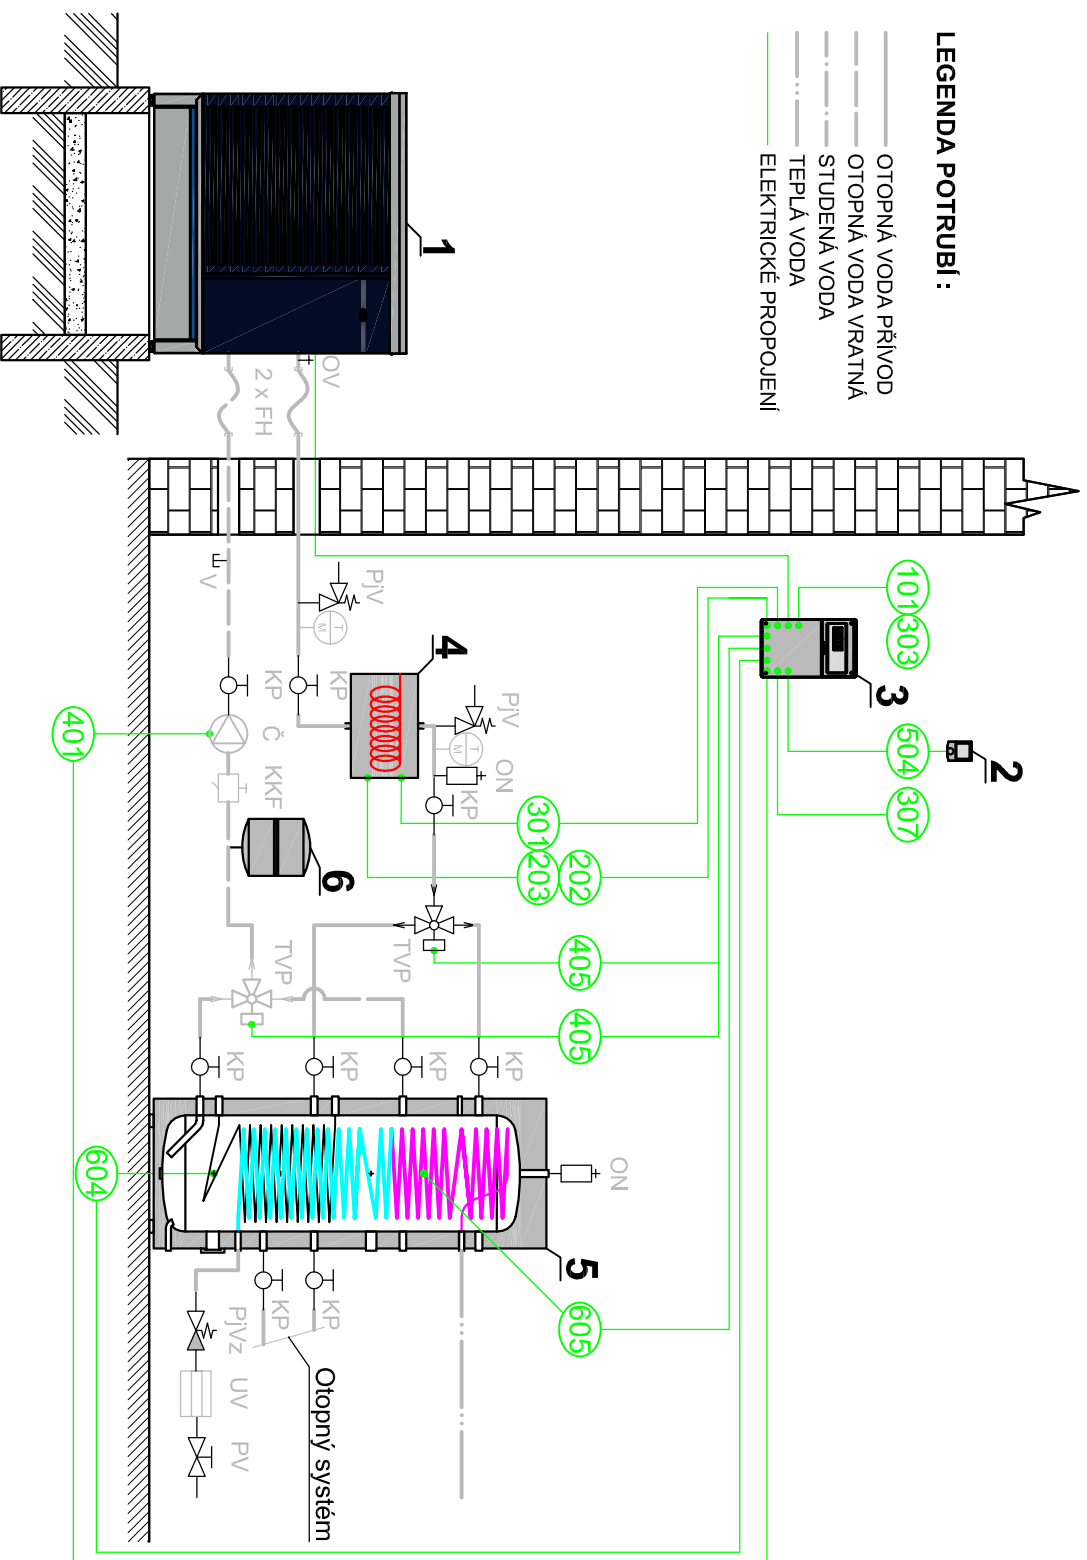 LEGENDA POTRUBÍ :
OTOPNÁ VODA PŘÍVOD
OTOPNÁ VODA VRATNÁ
STUDENÁ VODA
TEPLÁ VODA
ELEKTRICKÉ PROPOJENÍ
1
OV
2 x FH
V
PjV
T
M
KP
KP
Č
KKF
4
PjV
T
M
ON
KP
6
101
303
3
504
2
307
301
203
202
TVP
TVP
405
405
401
KP
KP
KP
KP
ON
604
5
605
KP
KP
PjVz
UV
PV
Otopný systém